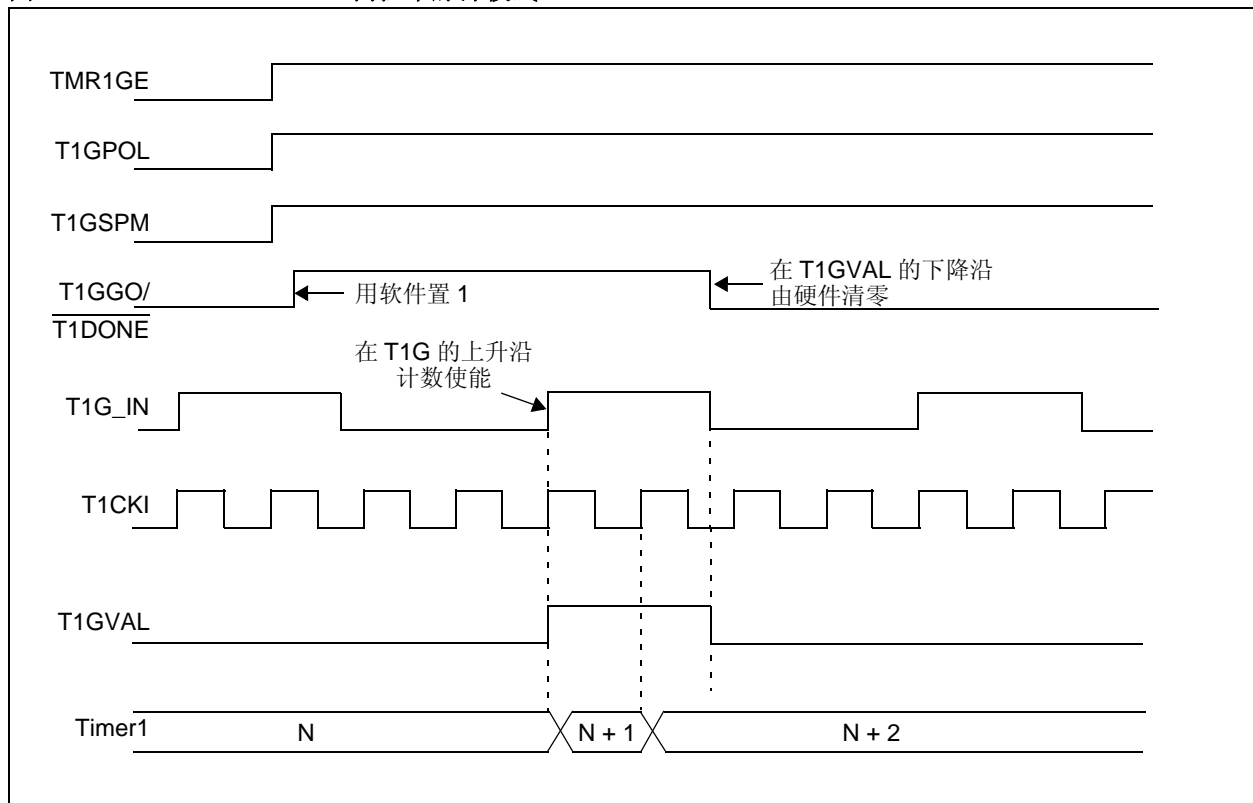 TMR1GE
T1GPOL
T1GSPM
T1GGO/
T1DONE
用软件置 1
在 T1GVAL 的下降沿
由硬件清零
在 T1G 的上升沿
计数使能
T1G_IN
T1CKI
T1GVAL
Timer1
N
N + 1
N + 2